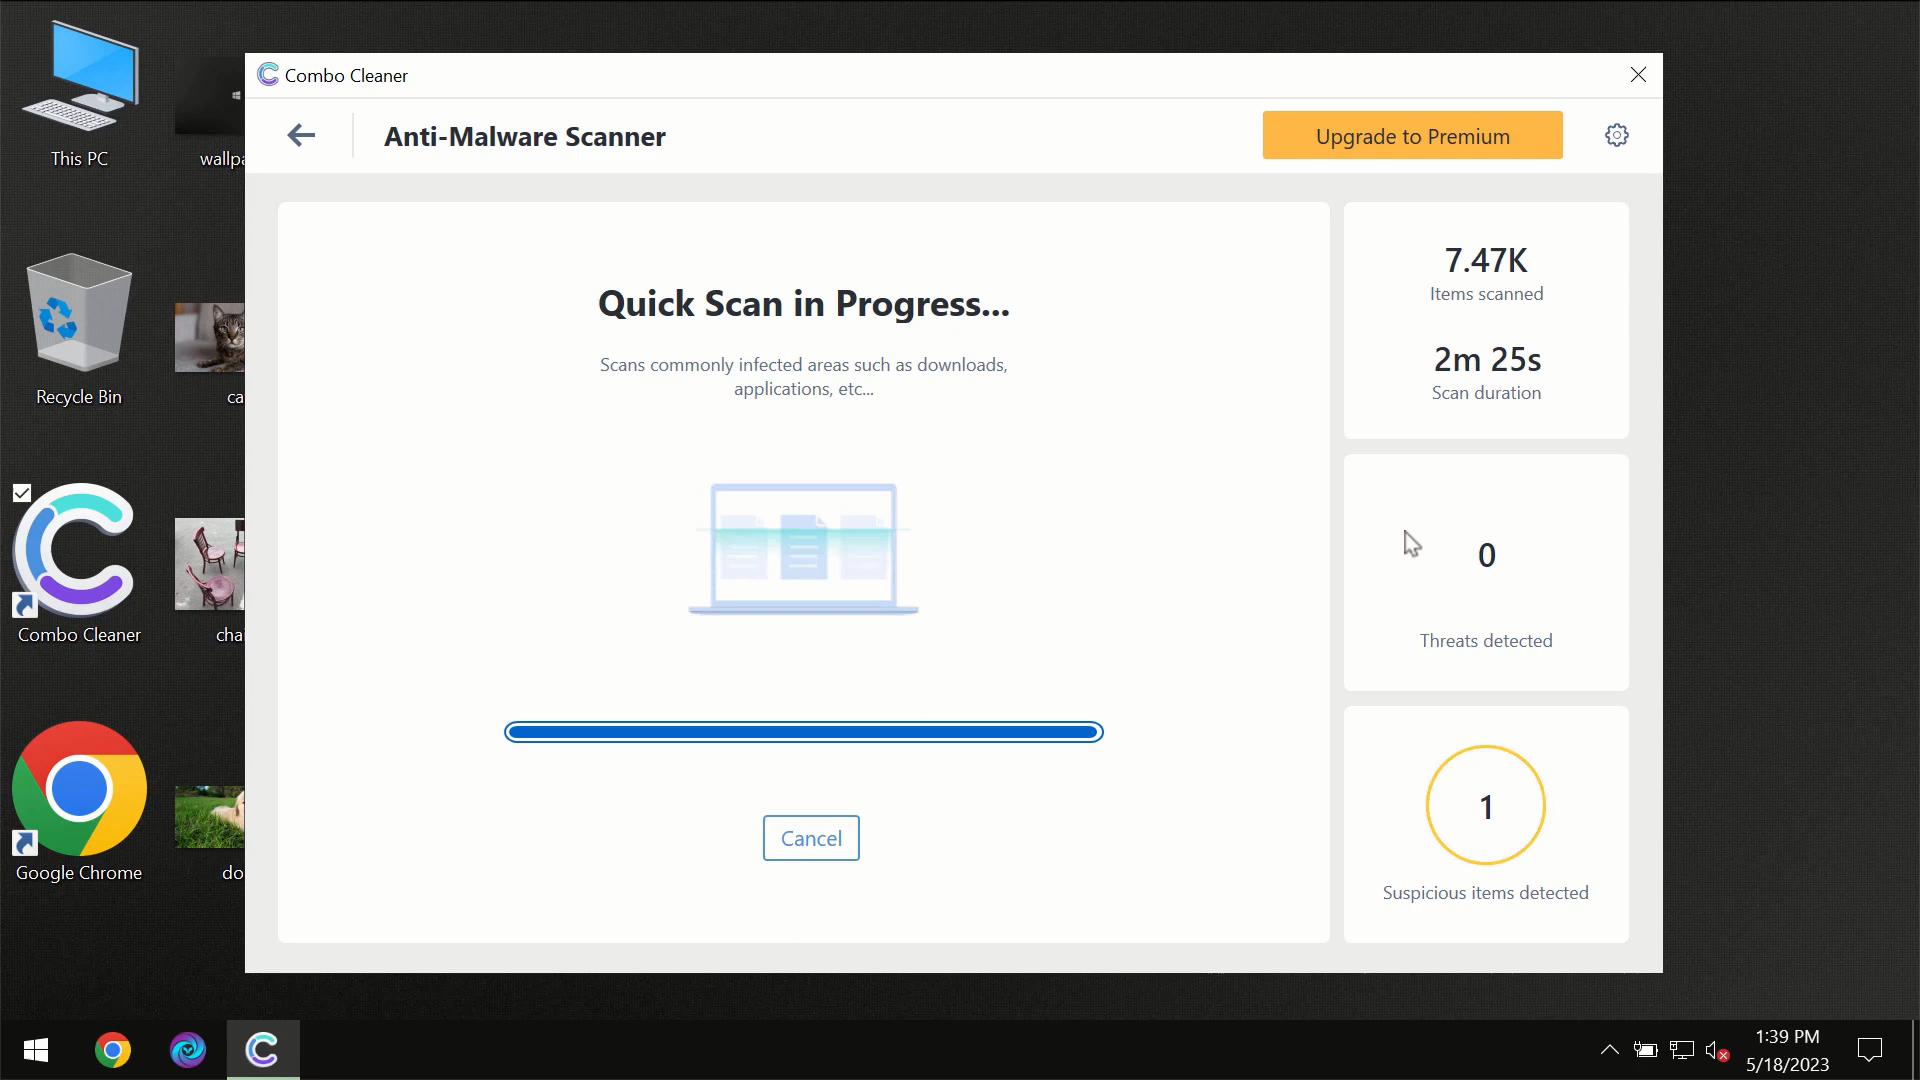 Combo Cleaner
Anti-Malware Scanner
Upgrade to Premium
Quick Scan in Progress...
Scans commonly infected areas such as downloads,
applications, etc...
Cancel
7.47K
Items scanned
2m 25s
Scan duration
0
Threats detected
1
Suspicious items detected
This PC
wallpa
Recycle Bin
ca
Combo Cleaner
chai
Google Chrome
do
1:39 PM
5/18/2023